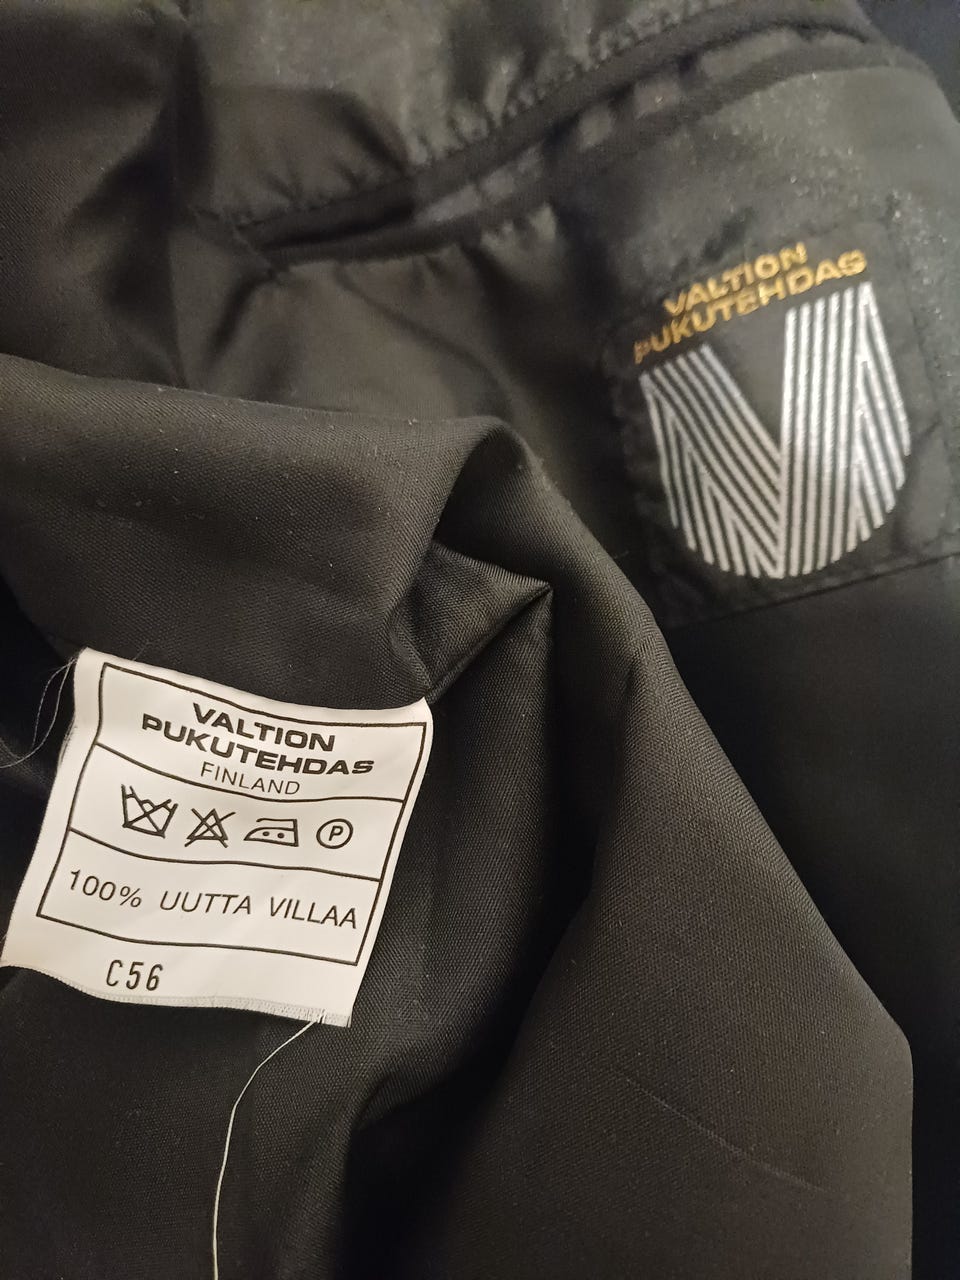 VALTION
PUKUTEHDAS
VALTION
PUKUTEHDAS
FINLAND
P
100% UUTTA VILLAA
C56